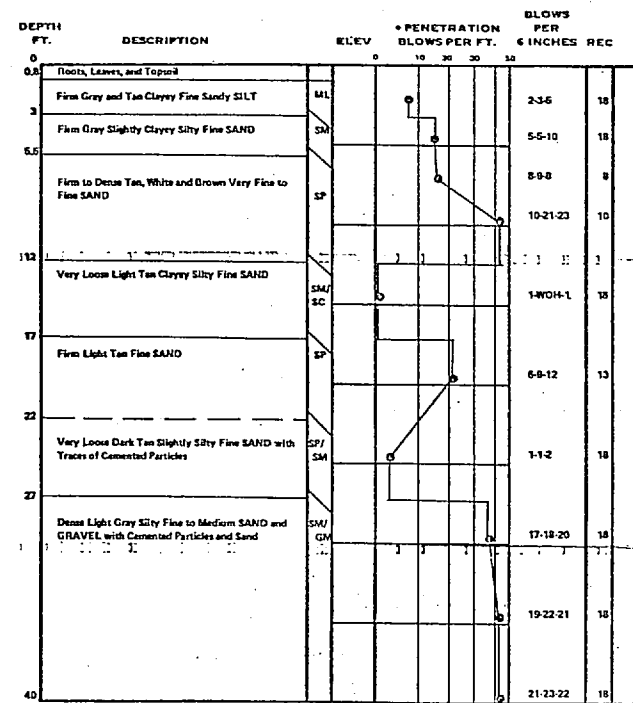 DEPTH FT. DESCRIPTION ELEV • PENETRATION BLOWS PER FT. BLOWS PER 6 INCHES REC
0 0 10 20 30 50
0.8 Roots, Leaves, and Topsoil
Firm Gray and Tan Clayey Fine Sandy SILT ML 2-3-5 18
3
Firm Gray Slightly Clayey Silty Fine SAND SM 5-5-10 18
5.5
Firm to Dense Tan, White and Brown Very Fine to Fine SAND SP 8-9-8
10-21-23 10
12
Very Loose Light Tan Clayey Silty Fine SAND SM/SC 1-WOH-1 18
17
Firm Light Tan Fine SAND SP 12 13
22
Very Loose Dark Tan Slightly Silty Fine SAND with Traces of Cemented Particles SP/SM 1-1-2 18
27
Dense Light Gray Silty Fine to Medium SAND and GRAVEL with Cemented Particles and Sand SM/GM 17-18-20 18
19-22-21 18
40 21-23-22 18